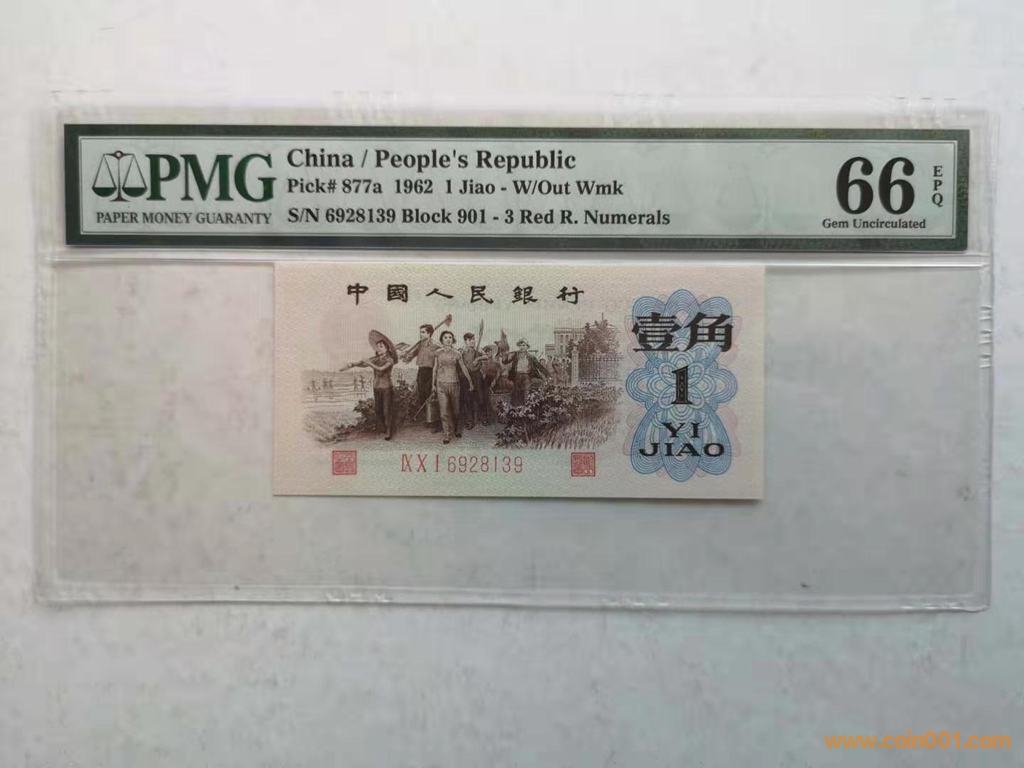 PMG
PAPER MONEY GUARANTY
China / People's Republic
Pick# 877a 1962 1 Jiao - W/Out Wmk
S/N 6928139 Block 901 - 3 Red R. Numerals
66
EPQ
Gem Uncirculated
中國人民銀行
壹角
1
YI
JIAO
ⅨⅩⅠ6928139
www.coin001.com